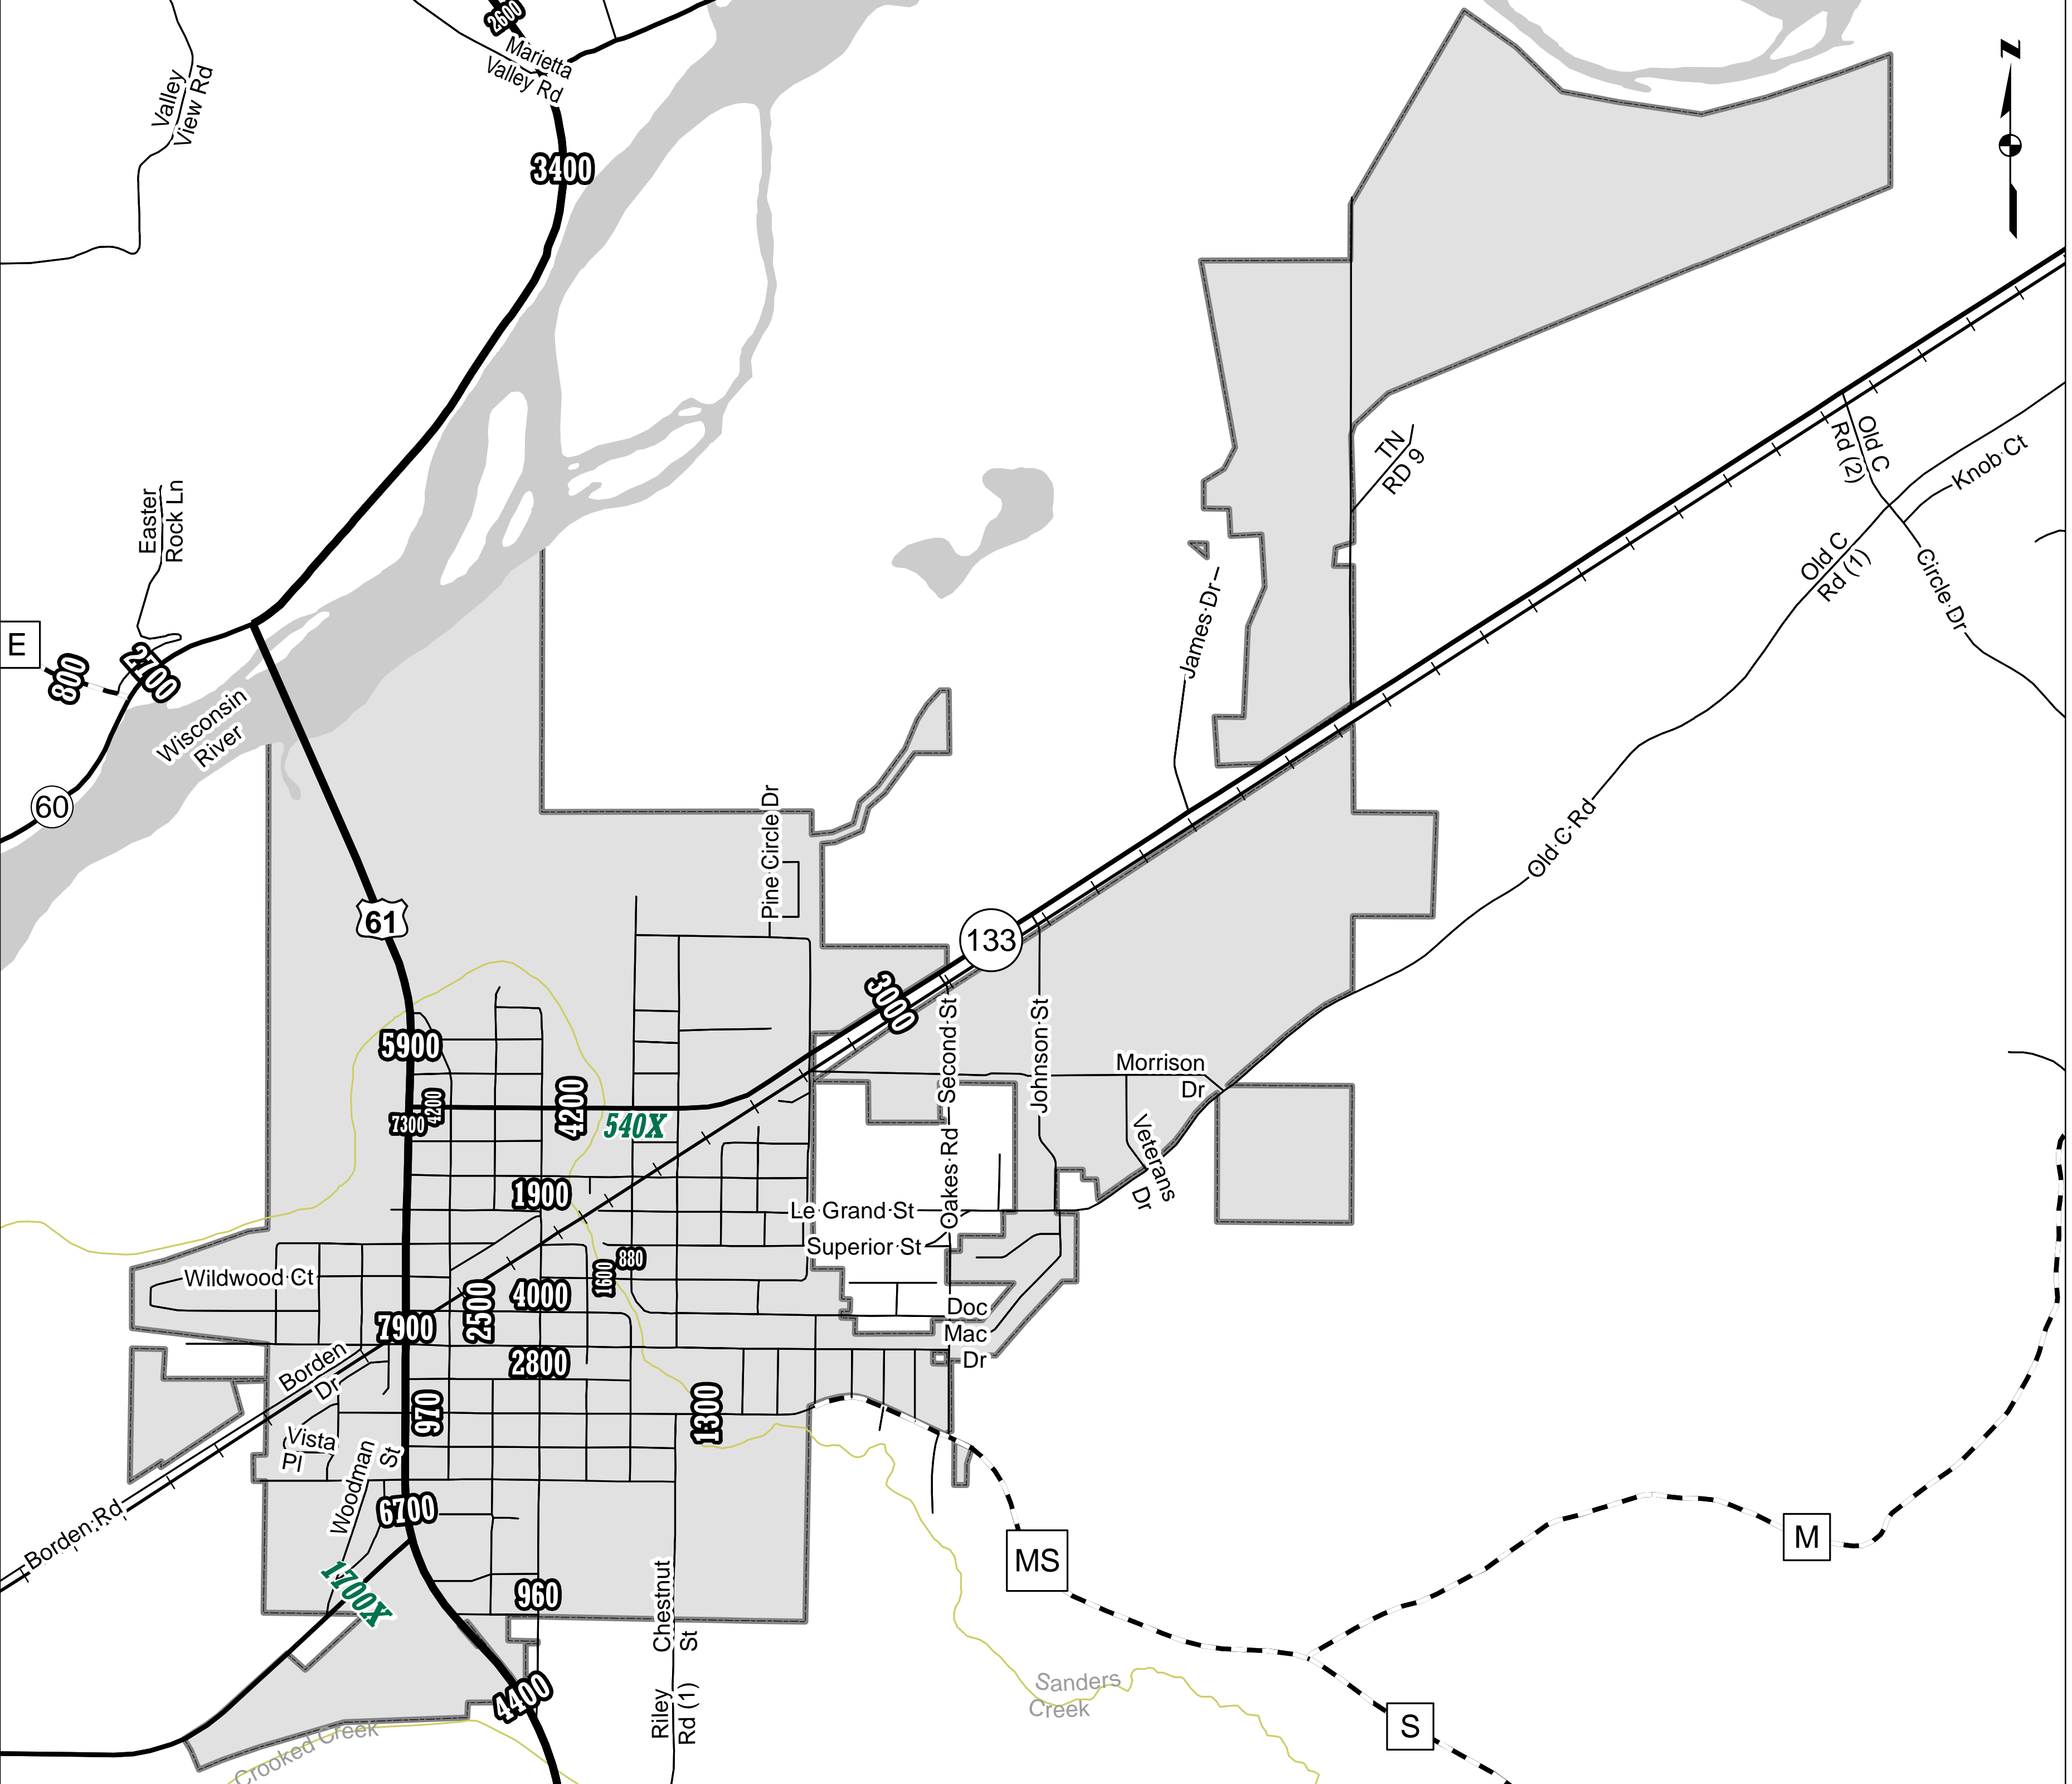 2600
Marietta
Valley Rd
Valley
View Rd
3400
N
TN
RD 9
Old C
Rd (2)
Knob Ct
Easter
Rock Ln
Old C
Rd (1)
Circle Dr
James Dr
E
800
2700
Wisconsin
River
60
Pine Circle Dr
Old C Rd
61
133
3000
Second St
Johnson St
5900
Morrison
Dr
4200
7300
4200
540X
Veterans
Dr
Oakes Rd
1900
Le Grand St
Superior St
880
1600
Wildwood Ct
4000
2500
7900
Doc
Mac
Dr
Borden
Dr
2800
970
1300
Vista
Pl
Woodman
St
6700
Borden Rd
MS
M
1700X
960
Chestnut
St
Sanders
Creek
4400
Riley
Rd (1)
S
Crooked Creek